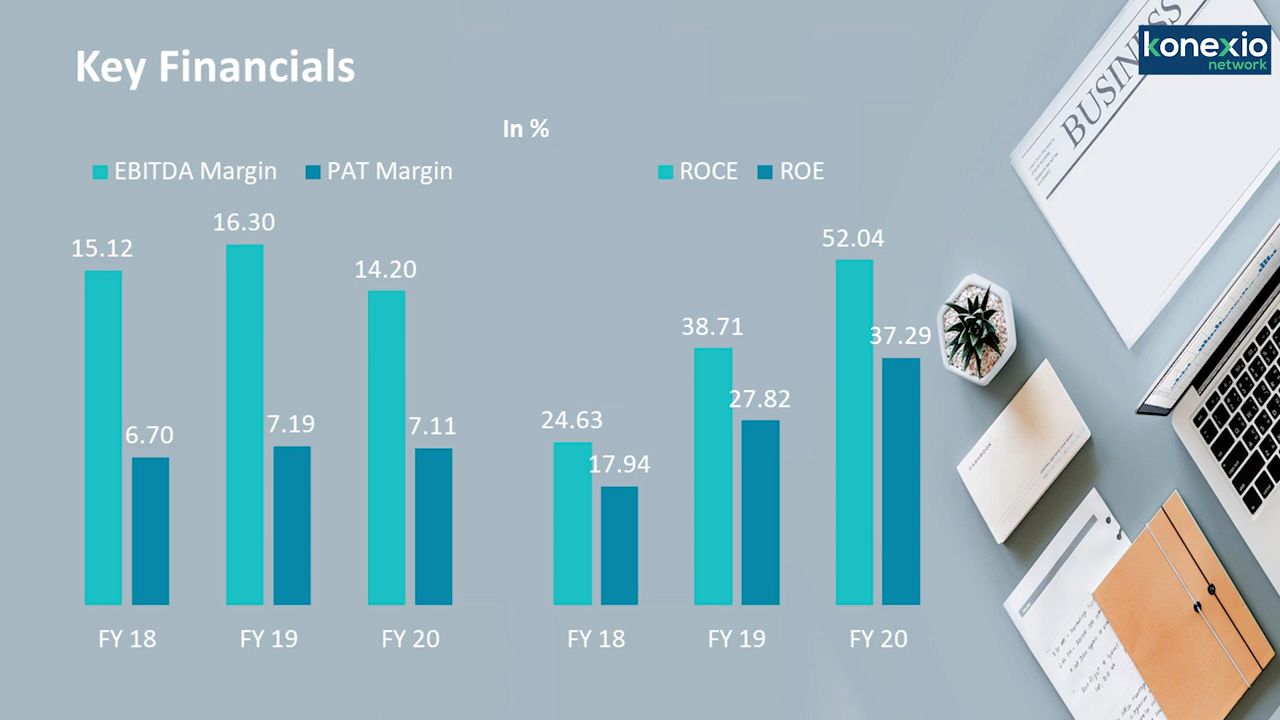 Key Financials
konexio
network
BUSINESS
In %
EBITDA Margin PAT Margin
ROCE ROE
15.12 16.30 14.20
6.70 7.19 7.11
24.63 38.71 52.04
17.94 27.82 37.29
FY 18 FY 19 FY 20
FY 18 FY 19 FY 20